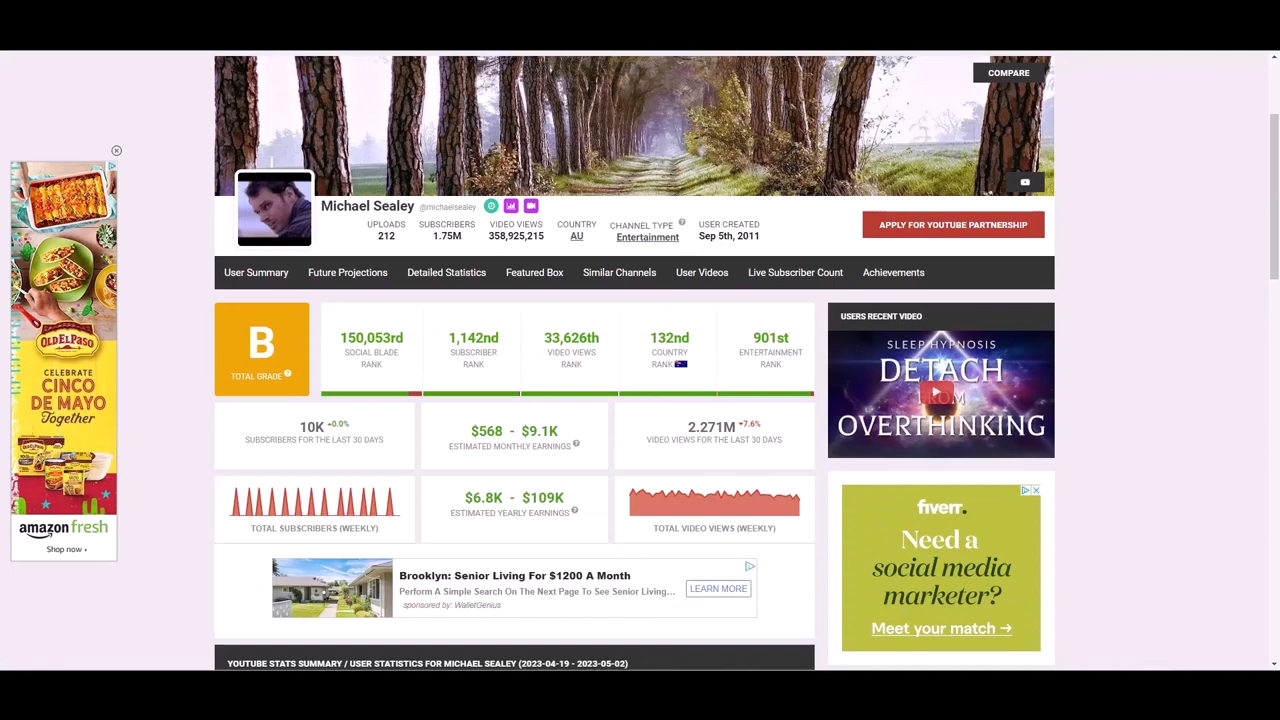 COMPARE
Michael Sealey @michaelsealey
UPLOADS
212
SUBSCRIBERS
1.75M
VIDEO VIEWS
358,925,215
COUNTRY
AU
CHANNEL TYPE ?
Entertainment
USER CREATED
Sep 5th, 2011
APPLY FOR YOUTUBE PARTNERSHIP
User Summary Future Projections Detailed Statistics Featured Box Similar Channels User Videos Live Subscriber Count Achievements
B
TOTAL GRADE ?
150,053rd
SOCIAL BLADE
RANK
1,142nd
SUBSCRIBER
RANK
33,626th
VIDEO VIEWS
RANK
132nd
COUNTRY
RANK
901st
ENTERTAINMENT
RANK
10K +0.0%
SUBSCRIBERS FOR THE LAST 30 DAYS
$568 - $9.1K
ESTIMATED MONTHLY EARNINGS ?
2.271M -7.6%
VIDEO VIEWS FOR THE LAST 30 DAYS
TOTAL SUBSCRIBERS (WEEKLY)
$6.8K - $109K
ESTIMATED YEARLY EARNINGS ?
TOTAL VIDEO VIEWS (WEEKLY)
Brooklyn: Senior Living For $1200 A Month
Perform A Simple Search On The Next Page To See Senior Living...
sponsored by: WalletGenius
LEARN MORE
YOUTUBE STATS SUMMARY / USER STATISTICS FOR MICHAEL SEALEY (2023-04-19 - 2023-05-02)
USERS RECENT VIDEO
SLEEP HYPNOSIS
DETACH
FROM
OVERTHINKING
fiverr.
Need a
social media
marketer?
Meet your match →
OLD EL PASO
CELEBRATE
CINCO
DE MAYO
Together
amazon fresh
Shop now